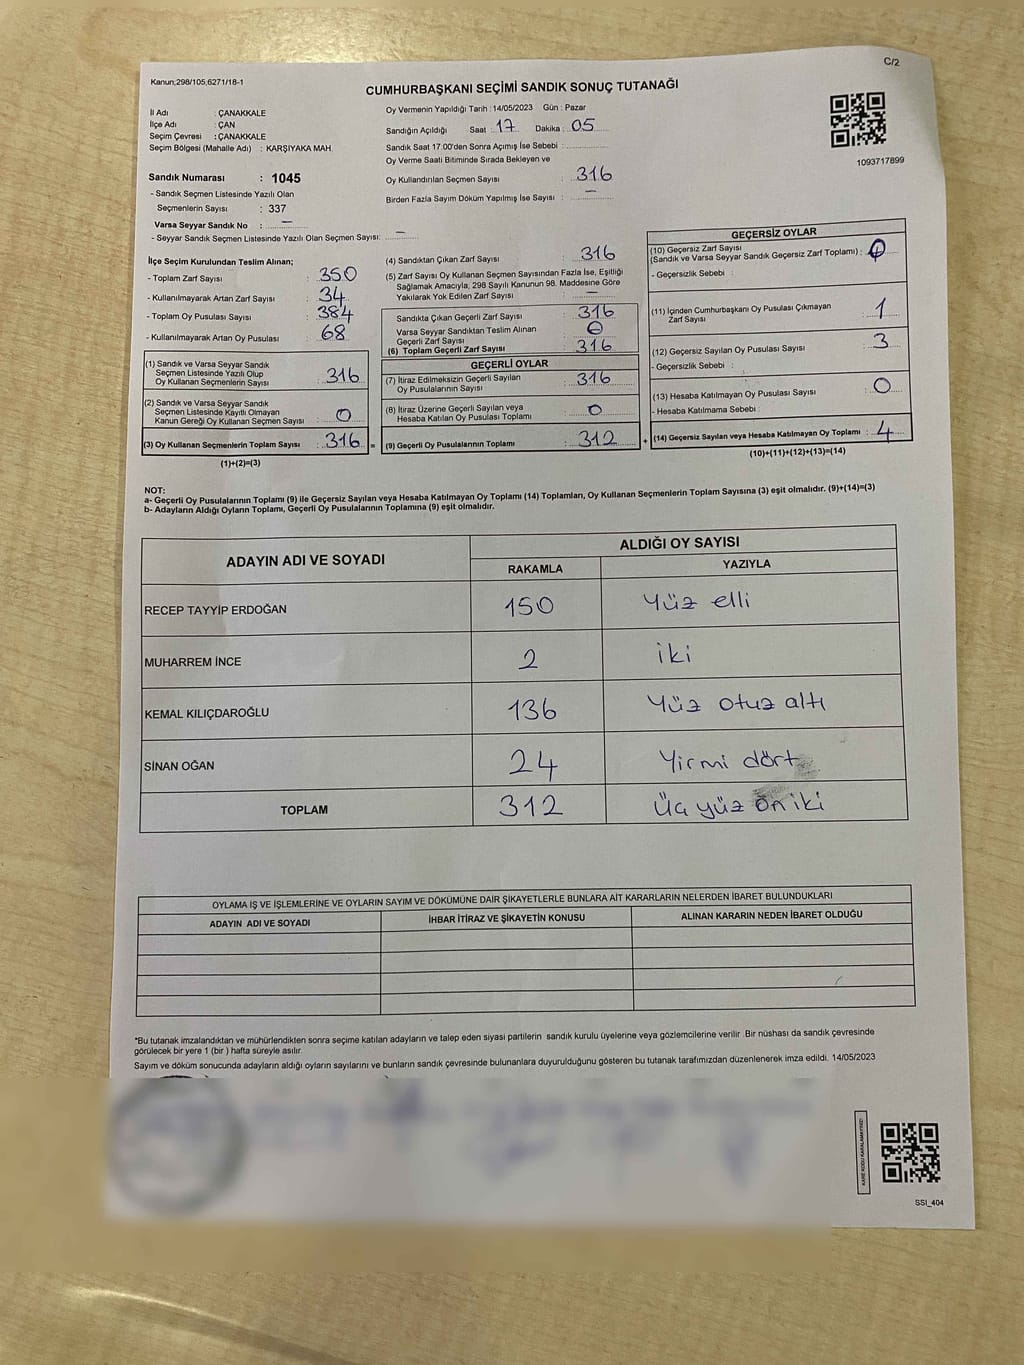 C/2
Kanun;298/105,6271/18-1
CUMHURBAŞKANI SEÇİMİ SANDIK SONUÇ TUTANAĞI
İl Adı : ÇANAKKALE
İlçe Adı : ÇAN
Seçim Çevresi : ÇANAKKALE
Seçim Bölgesi (Mahalle Adı) : KARŞIYAKA MAH.
Sandık Numarası : 1045
- Sandık Seçmen Listesinde Yazılı Olan
Seçmenlerin Sayısı : 337
Varsa Seyyar Sandık No : —
- Seyyar Sandık Seçmen Listesinde Yazılı Olan Seçmen Sayısı: —
Oy Vermenin Yapıldığı Tarih : 14/05/2023 Gün : Pazar
Sandığın Açıldığı Saat : 17 Dakika : 05
Sandık Saat 17:00'den Sonra Açımış İse Sebebi :
Oy Verme Saati Bitiminde Sırada Bekleyen ve
Oy Kullandırılan Seçmen Sayısı : 316
Birden Fazla Sayım Döküm Yapılmış İse Sayısı : —
1093717899
İlçe Seçim Kurulundan Teslim Alınan;
- Toplam Zarf Sayısı : 350
- Kullanılmayarak Artan Zarf Sayısı : 34
- Toplam Oy Pusulası Sayısı : 384
- Kullanılmayarak Artan Oy Pusulası : 68
(1) Sandık ve Varsa Seyyar Sandık
Seçmen Listesinde Yazılı Olup
Oy Kullanan Seçmenlerin Sayısı : 316
(2) Sandık ve Varsa Seyyar Sandık
Seçmen Listesinde Kayıtlı Olmayan
Kanun Gereği Oy Kullanan Seçmen Sayısı : 0
(3) Oy Kullanan Seçmenlerin Toplam Sayısı : 316 =
(1)+(2)=(3)
(4) Sandıktan Çıkan Zarf Sayısı : 316
(5) Zarf Sayısı Oy Kullanan Seçmen Sayısından Fazla İse, Eşitliği
Sağlamak Amacıyla, 298 Sayılı Kanunun 98. Maddesine Göre
Yakılarak Yok Edilen Zarf Sayısı : —
Sandıkta Çıkan Geçerli Zarf Sayısı : 316
Varsa Seyyar Sandıktan Teslim Alınan
Geçerli Zarf Sayısı : 0
(6) Toplam Geçerli Zarf Sayısı : 316
GEÇERLİ OYLAR
(7) İtiraz Edilmeksizin Geçerli Sayılan
Oy Pusulalarının Sayısı : 316
(8) İtiraz Üzerine Geçerli Sayılan veya
Hesaba Katılan Oy Pusulası Toplamı : 0
(9) Geçerli Oy Pusulalarının Toplamı : 312 +
GEÇERSİZ OYLAR
(10) Geçersiz Zarf Sayısı
(Sandık ve Varsa Seyyar Sandık Geçersiz Zarf Toplamı) : 0
- Geçersizlik Sebebi :
(11) İçinden Cumhurbaşkanı Oy Pusulası Çıkmayan
Zarf Sayısı : 1
(12) Geçersiz Sayılan Oy Pusulası Sayısı : 3
- Geçersizlik Sebebi :
(13) Hesaba Katılmayan Oy Pusulası Sayısı : 0
- Hesaba Katılmama Sebebi :
(14) Geçersiz Sayılan veya Hesaba Katılmayan Oy Toplamı : 4
(10)+(11)+(12)+(13)=(14)
NOT:
a- Geçerli Oy Pusulalarının Toplamı (9) ile Geçersiz Sayılan veya Hesaba Katılmayan Oy Toplamı (14) Toplamları, Oy Kullanan Seçmenlerin Toplam Sayısına (3) eşit olmalıdır. (9)+(14)=(3)
b- Adayların Aldığı Oyların Toplamı, Geçerli Oy Pusulalarının Toplamına (9) eşit olmalıdır.
ADAYIN ADI VE SOYADI
ALDIĞI OY SAYISI
RAKAMLA YAZIYLA
RECEP TAYYİP ERDOĞAN 150 Yüz elli
MUHARREM İNCE 2 iki
KEMAL KILIÇDAROĞLU 136 Yüz otuz altı
SİNAN OĞAN 24 Yirmi dört
TOPLAM 312 Üç yüz on iki
OYLAMA İŞ VE İŞLEMLERİNE VE OYLARIN SAYIM VE DÖKÜMÜNE DAİR ŞİKAYETLERLE BUNLARA AİT KARARLARIN NELERDEN İBARET BULUNDUKLARI
ADAYIN ADI VE SOYADI İHBAR İTİRAZ VE ŞİKAYETİN KONUSU ALINAN KARARIN NEDEN İBARET OLDUĞU
*Bu tutanak imzalandıktan ve mühürlendikten sonra seçime katılan adayların ve talep eden siyasi partilerin sandık kurulu üyelerine veya gözlemcilerine verilir .Bir nüshası da sandık çevresinde
görülecek bir yere 1 (bir ) hafta süreyle asılır.
Sayım ve döküm sonucunda adayların aldığı oyların sayılarını ve bunların sandık çevresinde bulunanlara duyurulduğunu gösteren bu tutanak tarafımızdan düzenlenerek imza edildi. 14/05/2023
KARE KODU KARALAMAYINIZ!
SSI_404